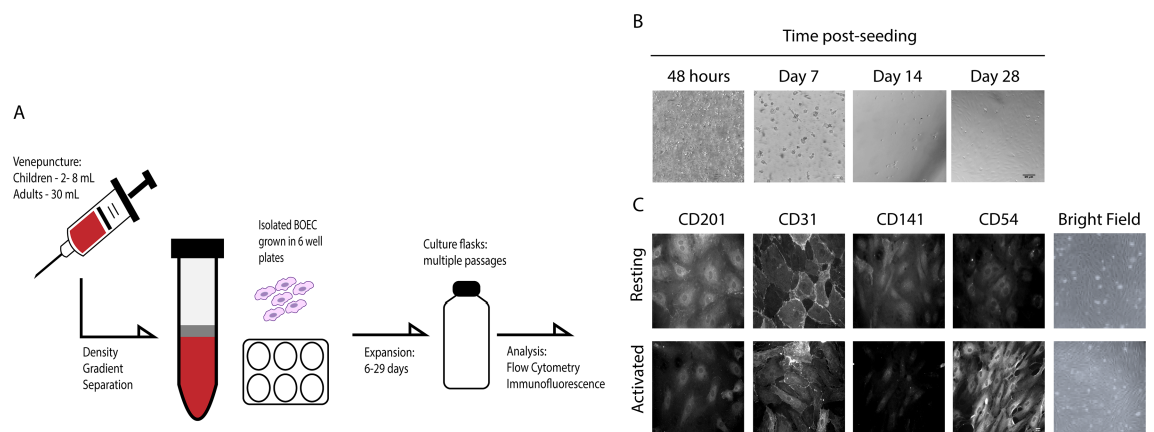 A
Venepuncture:
Children - 2- 8 mL
Adults - 30 mL
Density
Gradient
Separation
Isolated BOEC
grown in 6 well
plates
Expansion:
6-29 days
Culture flasks:
multiple passages
Analysis:
Flow Cytometry
Immunofluorescence
B
Time post-seeding
48 hours Day 7 Day 14 Day 28
C
CD201 CD31 CD141 CD54 Bright Field
Resting
Activated